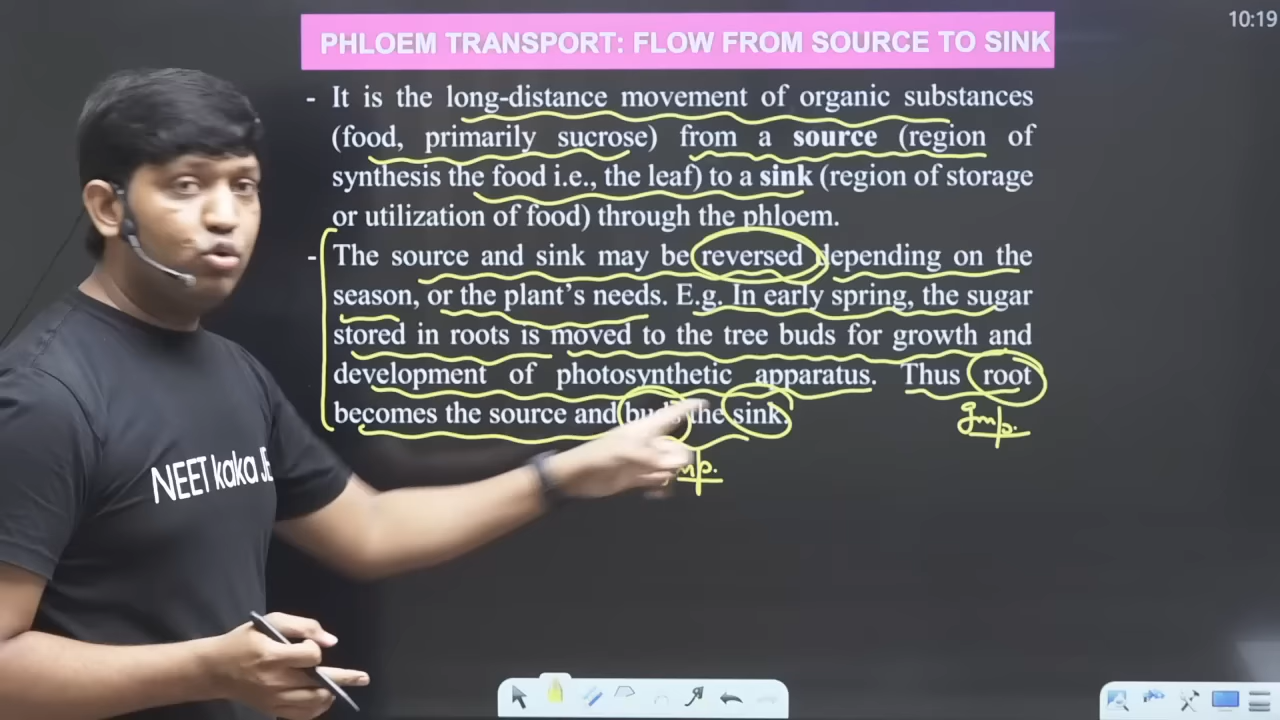 10:19
PHLOEM TRANSPORT: FLOW FROM SOURCE TO SINK
- It is the long-distance movement of organic substances
(food, primarily sucrose) from a source (region of
synthesis the food i.e., the leaf) to a sink (region of storage
or utilization of food) through the phloem.
- The source and sink may be reversed depending on the
season, or the plant's needs. E.g. In early spring, the sugar
stored in roots is moved to the tree buds for growth and
development of photosynthetic apparatus. Thus root
becomes the source and the sink.
Imp.
NEET kaka JE